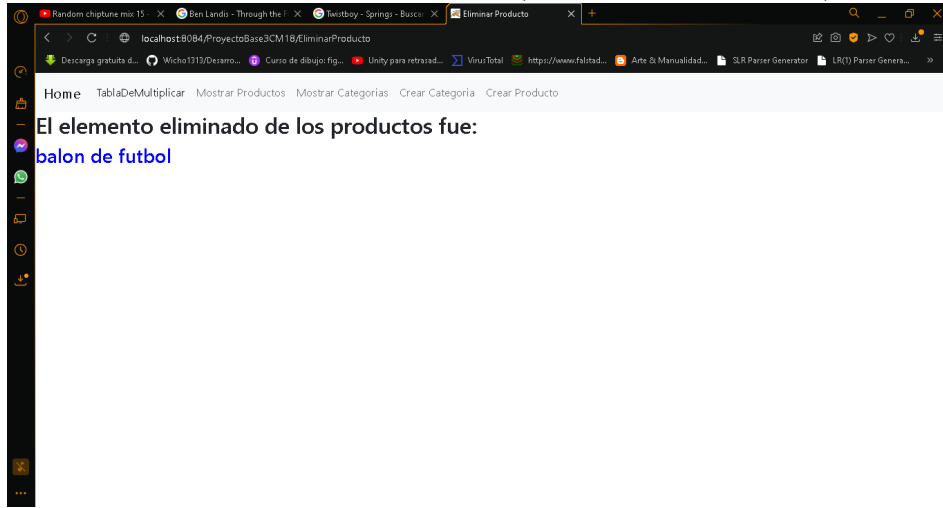 Random chiptune mix 15 -
Ben Landis - Through the F
Twistboy - Springs - Buscar
Eliminar Producto
localhost:8084/ProyectoBase3CM18/EliminarProducto
Descarga gratuita d...
Wicho1313/Desarro...
Curso de dibujo: fig...
Unity para retrasad...
VirusTotal
https://www.falstad...
Arte & Manualidad...
SLR Parser Generator
LR(1) Parser Genera...
Home TablaDeMultiplicar Mostrar Productos Mostrar Categorias Crear Categoria Crear Producto
El elemento eliminado de los productos fue:
balon de futbol